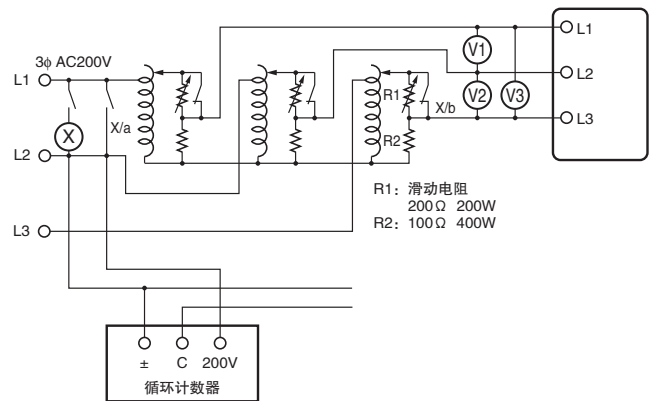 3ϕ AC200V
L1
L2
L3
X
X/a
R1
R2
X/b
V1
V2
V3
L1
L2
L3
R1：滑动电阻
200Ω 200W
R2：100Ω 400W
± C 200V
循环计数器